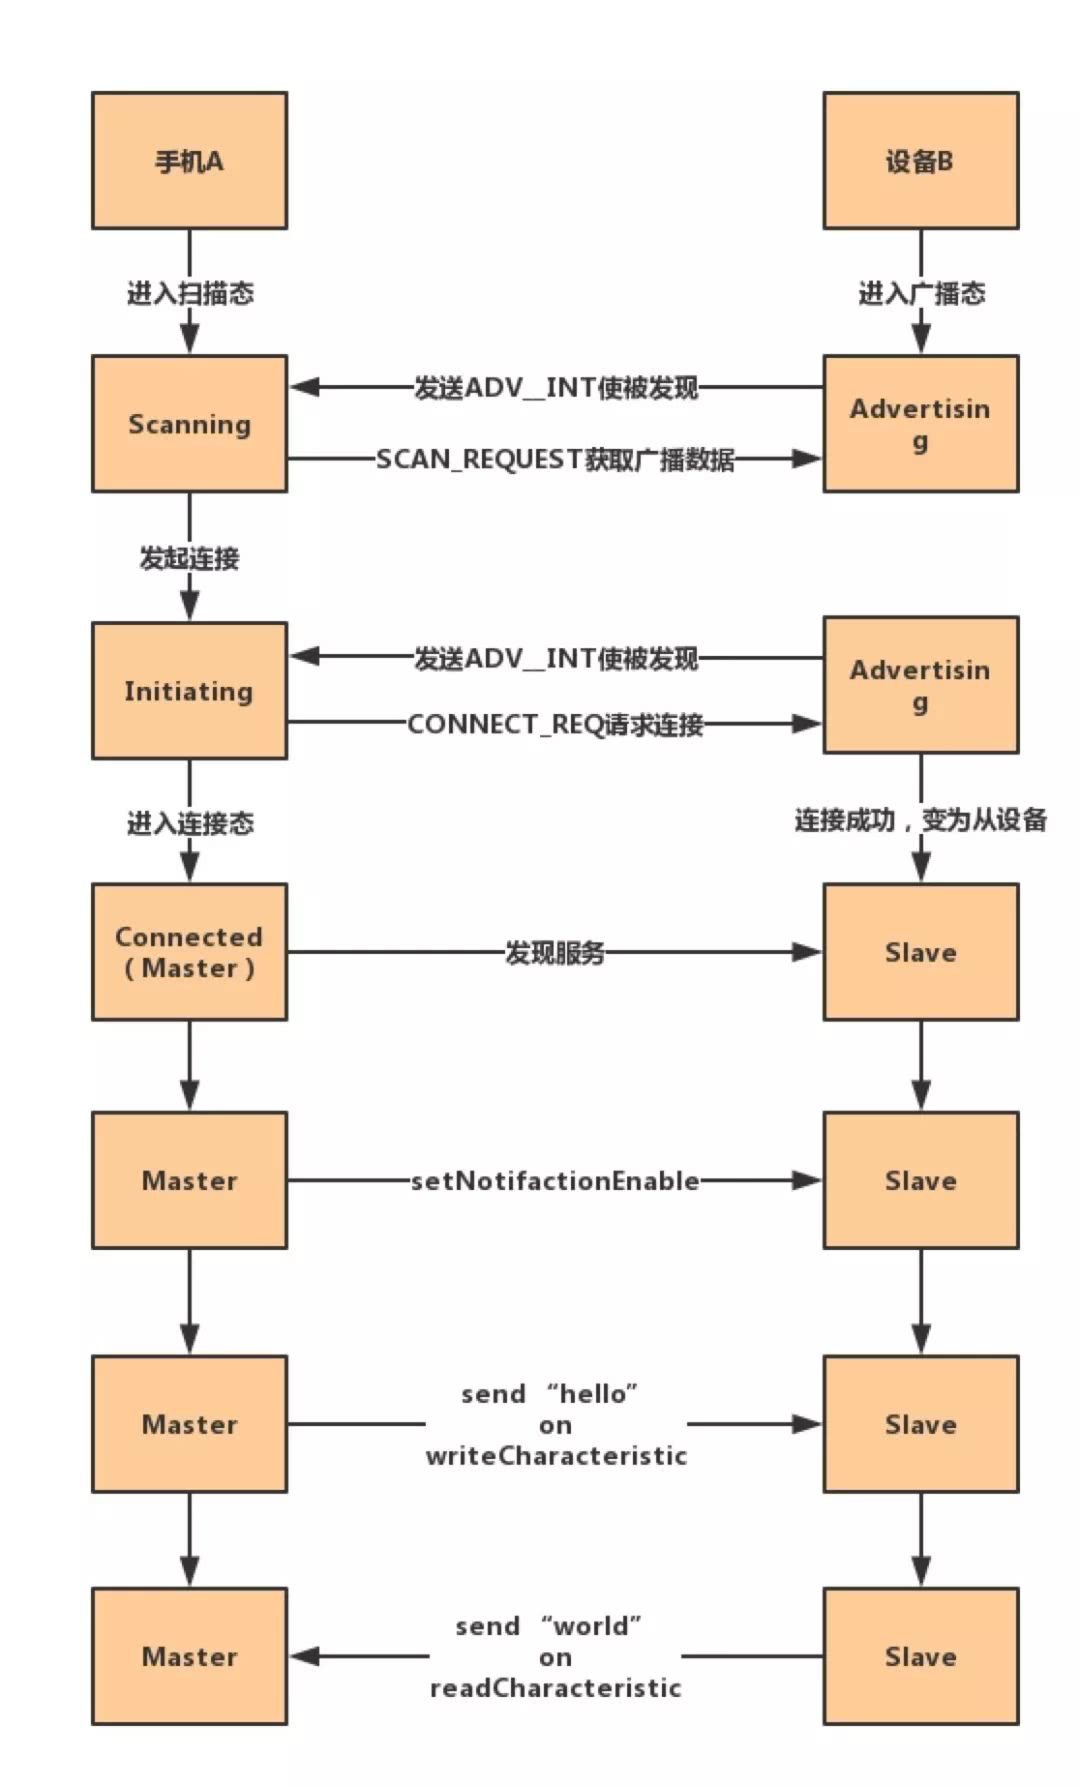 手机A
设备B
进入扫描态
进入广播态
Scanning
发送ADV__INT使被发现
SCAN_REQUEST获取广播数据
Advertisin
g
发起连接
Initiating
发送ADV__INT使被发现
CONNECT_REQ请求连接
Advertisin
g
进入连接态
连接成功，变为从设备
Connected
（Master）
发现服务
Slave
Master
setNotifactionEnable
Slave
Master
send “hello”
on
writeCharacteristic
Slave
Master
send “world”
on
readCharacteristic
Slave